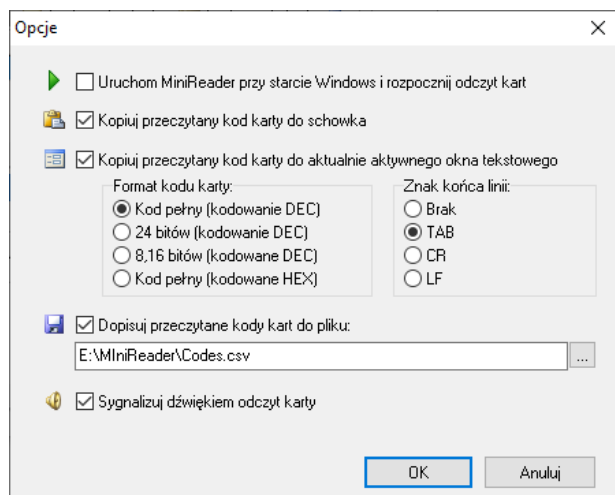 Opcje
Uruchom MiniReader przy starcie Windows i rozpocznij odczyt kart
Kopiuj przeczytany kod karty do schowka
Kopiuj przeczytany kod karty do aktualnie aktywnego okna tekstowego
Format kodu karty:
Kod pełny (kodowanie DEC)
24 bitów (kodowanie DEC)
8,16 bitów (kodowane DEC)
Kod pełny (kodowane HEX)
Znak końca linii:
Brak
TAB
CR
LF
Dopisuj przeczytane kody kart do pliku:
E:\MIniReader\Codes.csv
...
Sygnalizuj dźwiękiem odczyt karty
OK
Anuluj